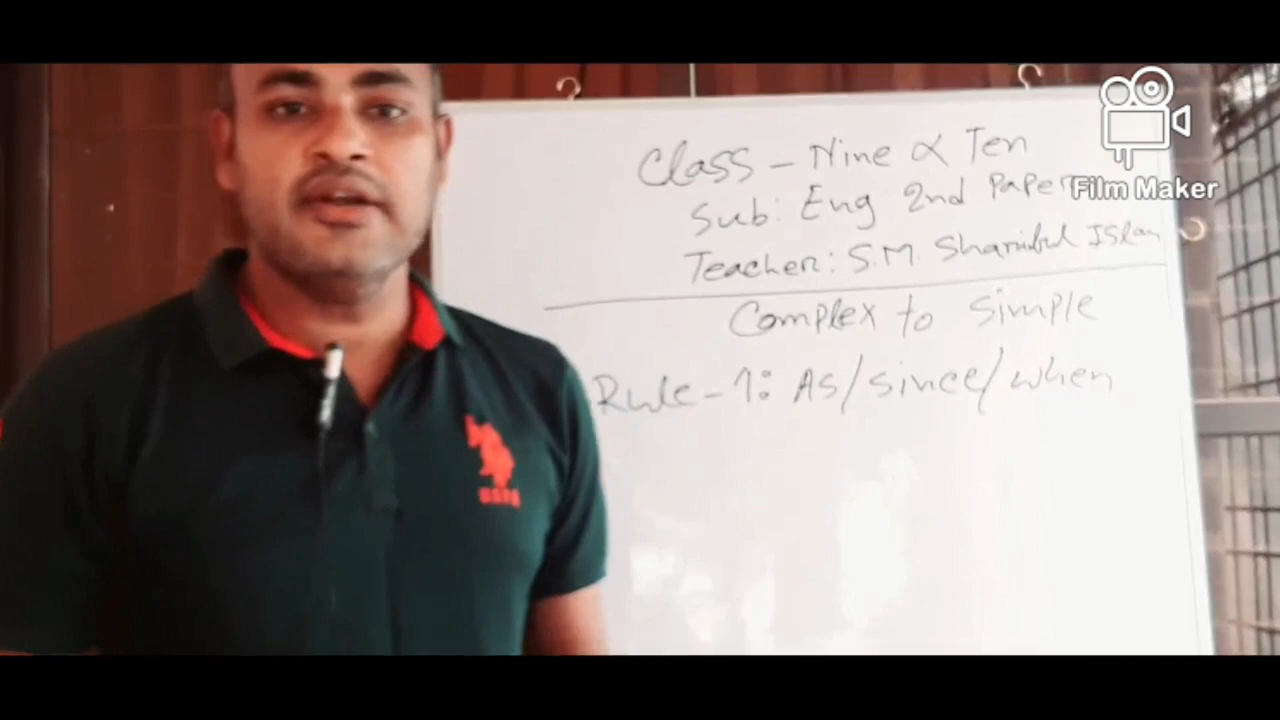 Class - Nine & Ten
Sub: Eng 2nd Paper
Film Maker
Teacher: S.M. Islam
Complex to Simple
Rule-1: As/since/when
USPA